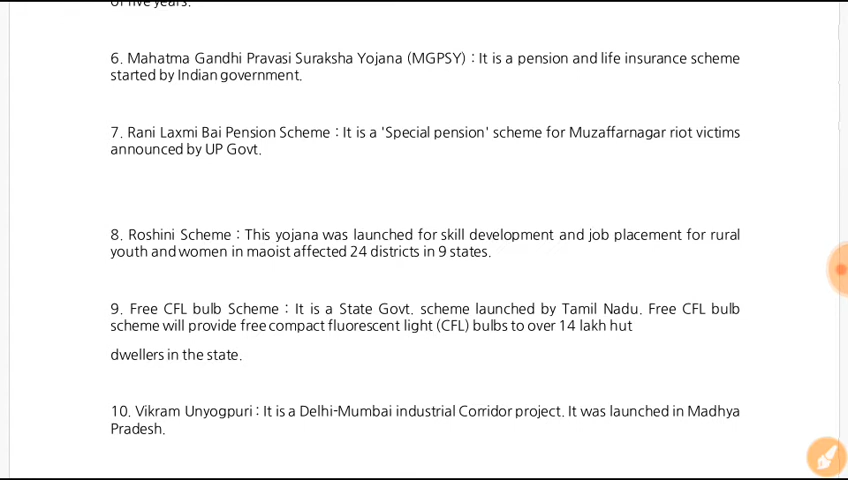 of five years.
6. Mahatma Gandhi Pravasi Suraksha Yojana (MGPSY) : It is a pension and life insurance scheme
started by Indian government.
7. Rani Laxmi Bai Pension Scheme : It is a 'Special pension' scheme for Muzaffarnagar riot victims
announced by UP Govt.
8. Roshini Scheme : This yojana was launched for skill development and job placement for rural
youth and women in maoist affected 24 districts in 9 states.
9. Free CFL bulb Scheme : It is a State Govt. scheme launched by Tamil Nadu. Free CFL bulb
scheme will provide free compact fluorescent light (CFL) bulbs to over 14 lakh hut
dwellers in the state.
10. Vikram Unyogpuri : It is a Delhi-Mumbai industrial Corridor project. It was launched in Madhya
Pradesh.